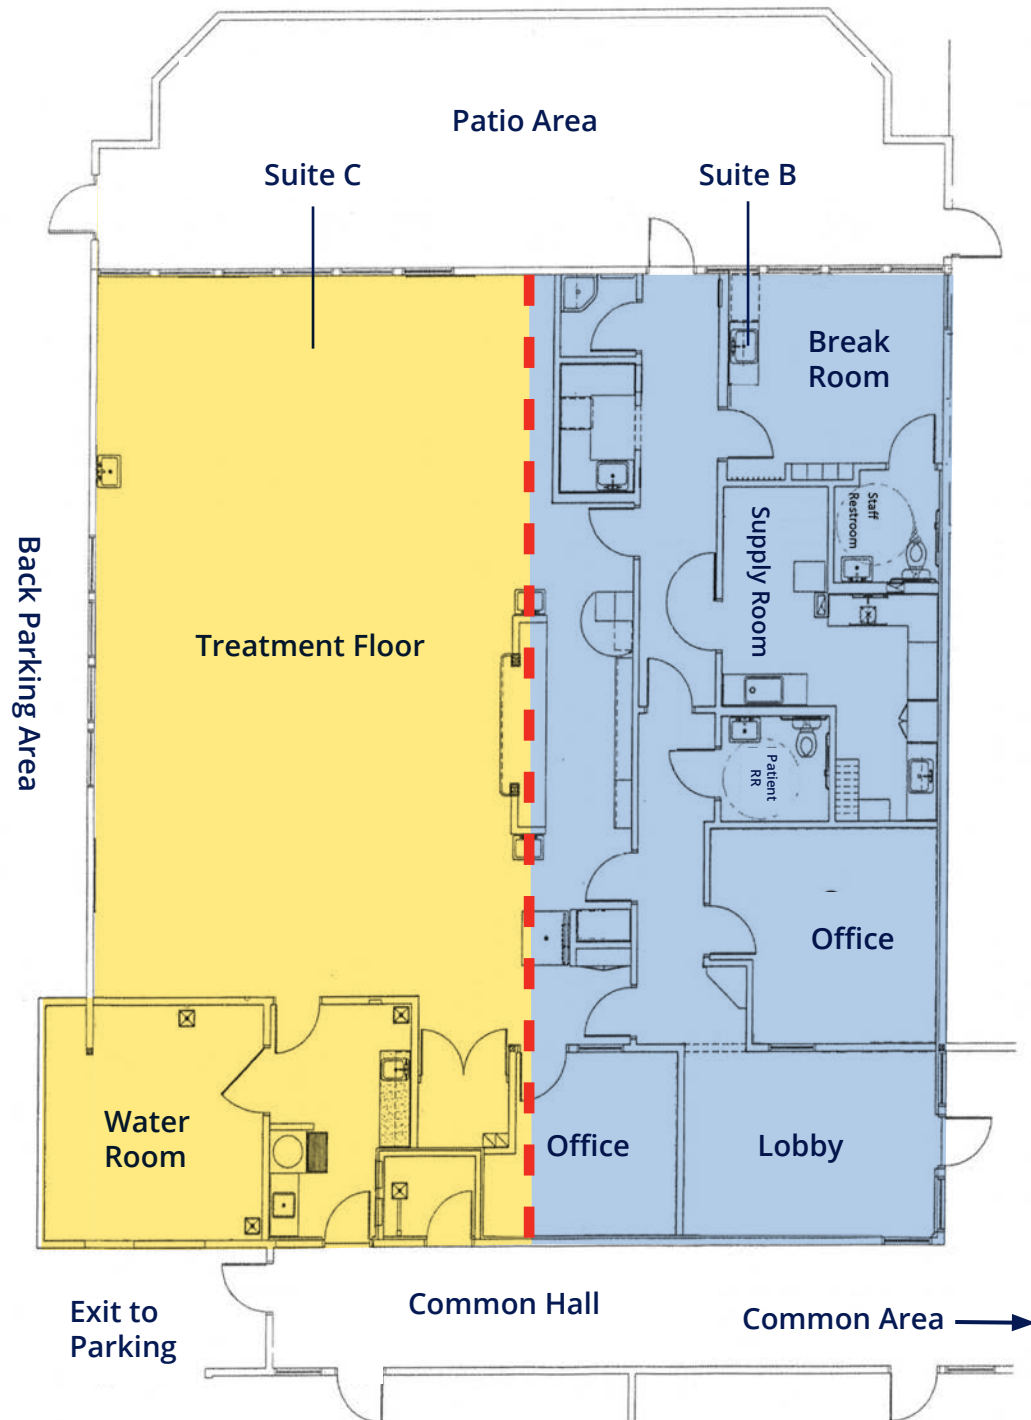 Patio Area
Suite C
Suite B
Break
Room
Staff
Restroom
Supply Room
Back Parking Area
Treatment Floor
Patient
RR
Office
Water
Room
Office
Lobby
Exit to
Parking
Common Hall
Common Area